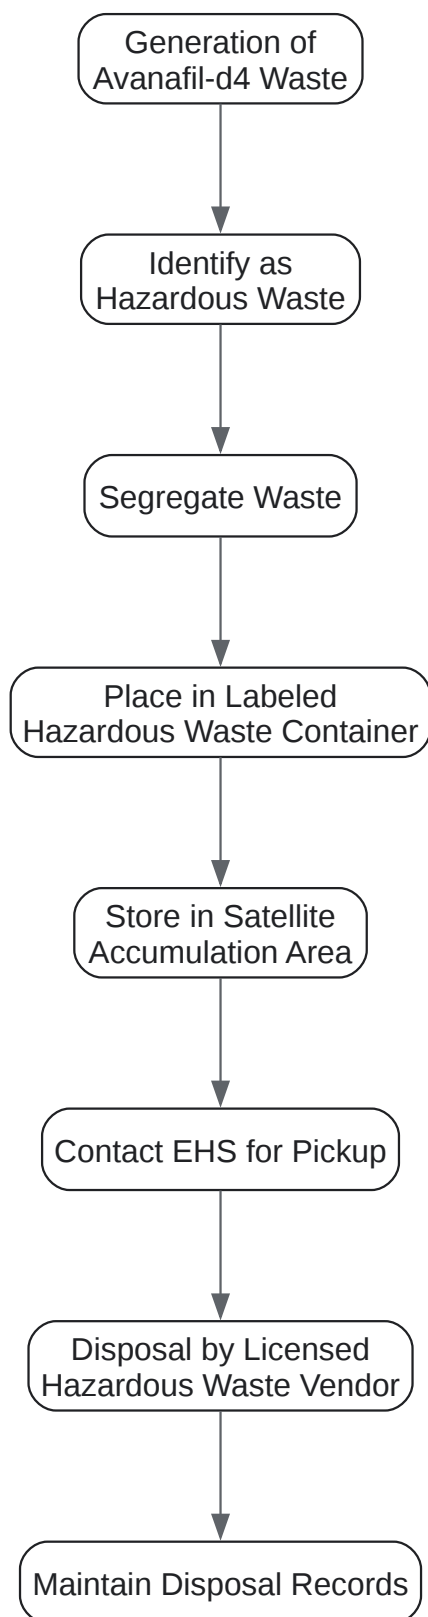 Generation of
Avanafil-d4 Waste
Identify as
Hazardous Waste
Segregate Waste
Place in Labeled
Hazardous Waste Container
Store in Satellite
Accumulation Area
Contact EHS for Pickup
Disposal by Licensed
Hazardous Waste Vendor
Maintain Disposal Records